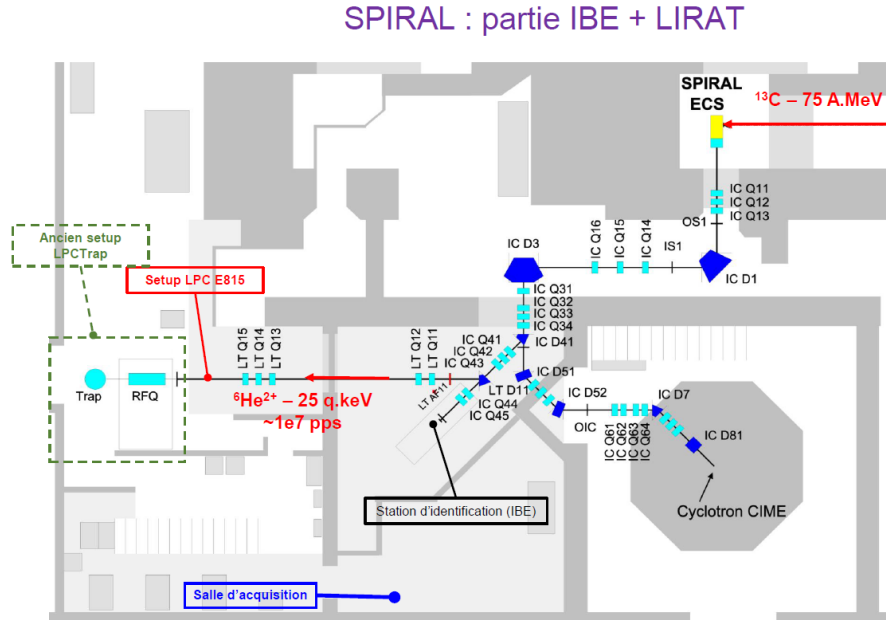 SPIRAL : partie IBE + LIRAT
SPIRAL
ECS
¹³C – 75 A.MeV
IC Q11
IC Q12
IC Q13
OS1
IC Q16
IC Q15
IC Q14
IS1
IC D3
IC D1
Ancien setup
LPCTrap
Setup LPC E815
IC Q31
IC Q32
IC Q33
IC Q34
LT Q15
LT Q14
LT Q13
LT Q12
LT Q11
IC Q41
IC Q42
IC Q43
IC D41
IC D51
LT D11
LT AF11
IC Q44
IC Q45
IC D52
OIC
IC D7
IC Q61
IC Q62
IC Q63
IC Q64
IC D81
Trap
RFQ
⁶He²⁺ – 25 q.keV
~1e7 pps
Station d'identification (IBE)
Cyclotron CIME
Salle d'acquisition